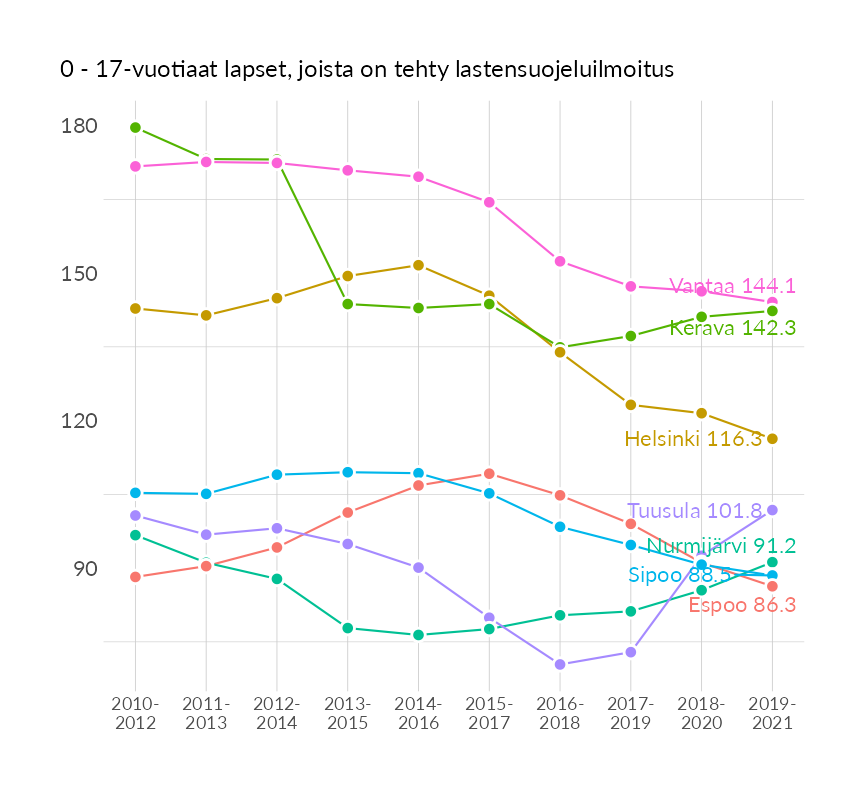 0 - 17-vuotiaat lapset, joista on tehty lastensuojeluilmoitus
180
150
120
90
Vantaa 144.1
Kerava 142.3
Helsinki 116.3
Tuusula 101.8
Nurmijärvi 91.2
Sipoo 88.5
Espoo 86.3
2010- 2011- 2012- 2013- 2014- 2015- 2016- 2017- 2018- 2019-
2012 2013 2014 2015 2016 2017 2018 2019 2020 2021